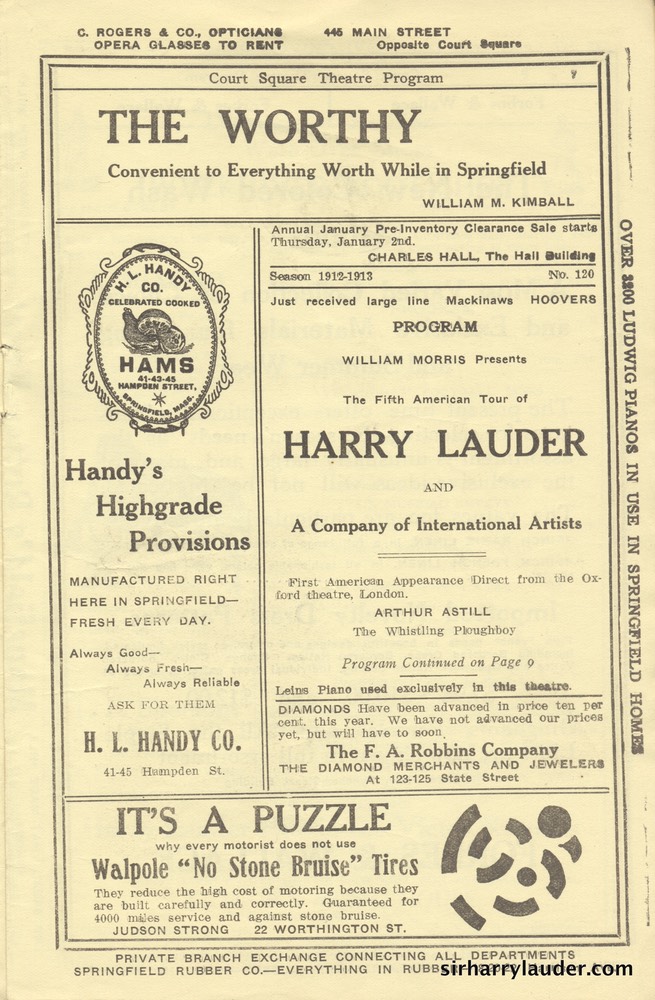 C. ROGERS & CO., OPTICIANS 446 MAIN STREET
OPERA GLASSES TO RENT Opposite Court Square
Court Square Theatre Program 7
THE WORTHY
Convenient to Everything Worth While in Springfield
WILLIAM M. KIMBALL
H. L. HANDY
CO.
CELEBRATED COOKED
HAMS
41-43-45
HAMPDEN STREET,
SPRINGFIELD, MASS.
Handy's
Highgrade
Provisions
MANUFACTURED RIGHT
HERE IN SPRINGFIELD—
FRESH EVERY DAY.
Always Good—
Always Fresh—
Always Reliable
ASK FOR THEM
H. L. HANDY CO.
41-45 Hampden St.
Annual January Pre-Inventory Clearance Sale starts
Thursday, January 2nd.
CHARLES HALL, The Hall Building
Season 1912-1913 No. 120
Just received large line Mackinaws HOOVERS
PROGRAM
WILLIAM MORRIS Presents
The Fifth American Tour of
HARRY LAUDER
AND
A Company of International Artists
First American Appearance Direct from the Ox-
ford theatre, London.
ARTHUR ASTILL
The Whistling Ploughboy
Program Continued on Page 9
Leins Piano used exclusively in this theatre.
DIAMONDS Have been advanced in price ten per
cent. this year. We have not advanced our prices
yet, but will have to soon.
The F. A. Robbins Company
THE DIAMOND MERCHANTS AND JEWELERS
At 123-125 State Street
OVER 3200 LUDWIG PIANOS IN USE IN SPRINGFIELD HOMES
IT'S A PUZZLE
why every motorist does not use
Walpole "No Stone Bruise" Tires
They reduce the high cost of motoring because they
are built carefully and correctly. Guaranteed for
4000 miles service and against stone bruise.
JUDSON STRONG 22 WORTHINGTON ST.
PRIVATE BRANCH EXCHANGE CONNECTING ALL DEPARTMENTS
SPRINGFIELD RUBBER CO.—EVERYTHING IN RUBBER
sirharrylauder.com